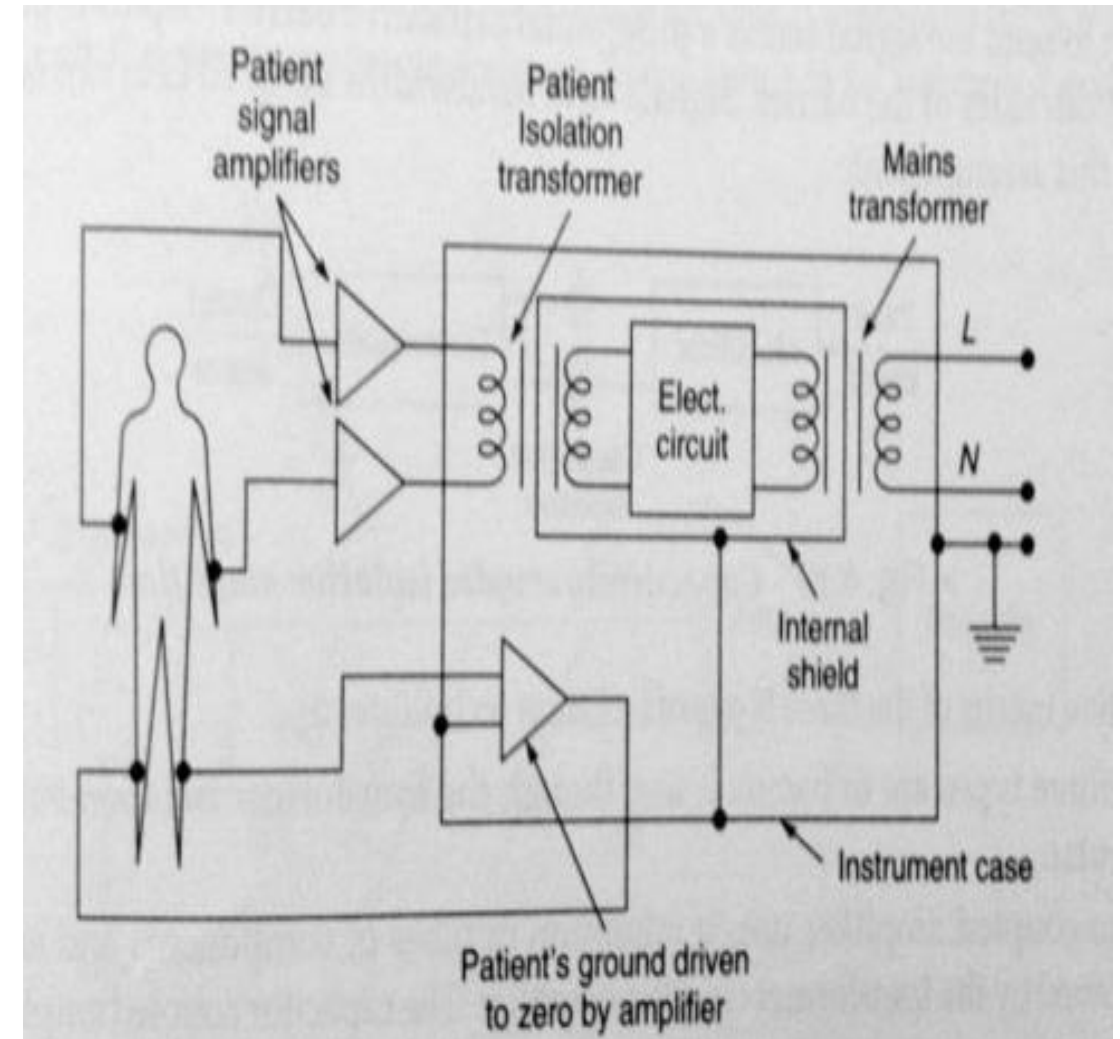 Patient
signal
amplifiers
Patient
Isolation
transformer
Mains
transformer
L
Elect.
circuit
N
Internal
shield
Instrument case
Patient's ground driven
to zero by amplifier